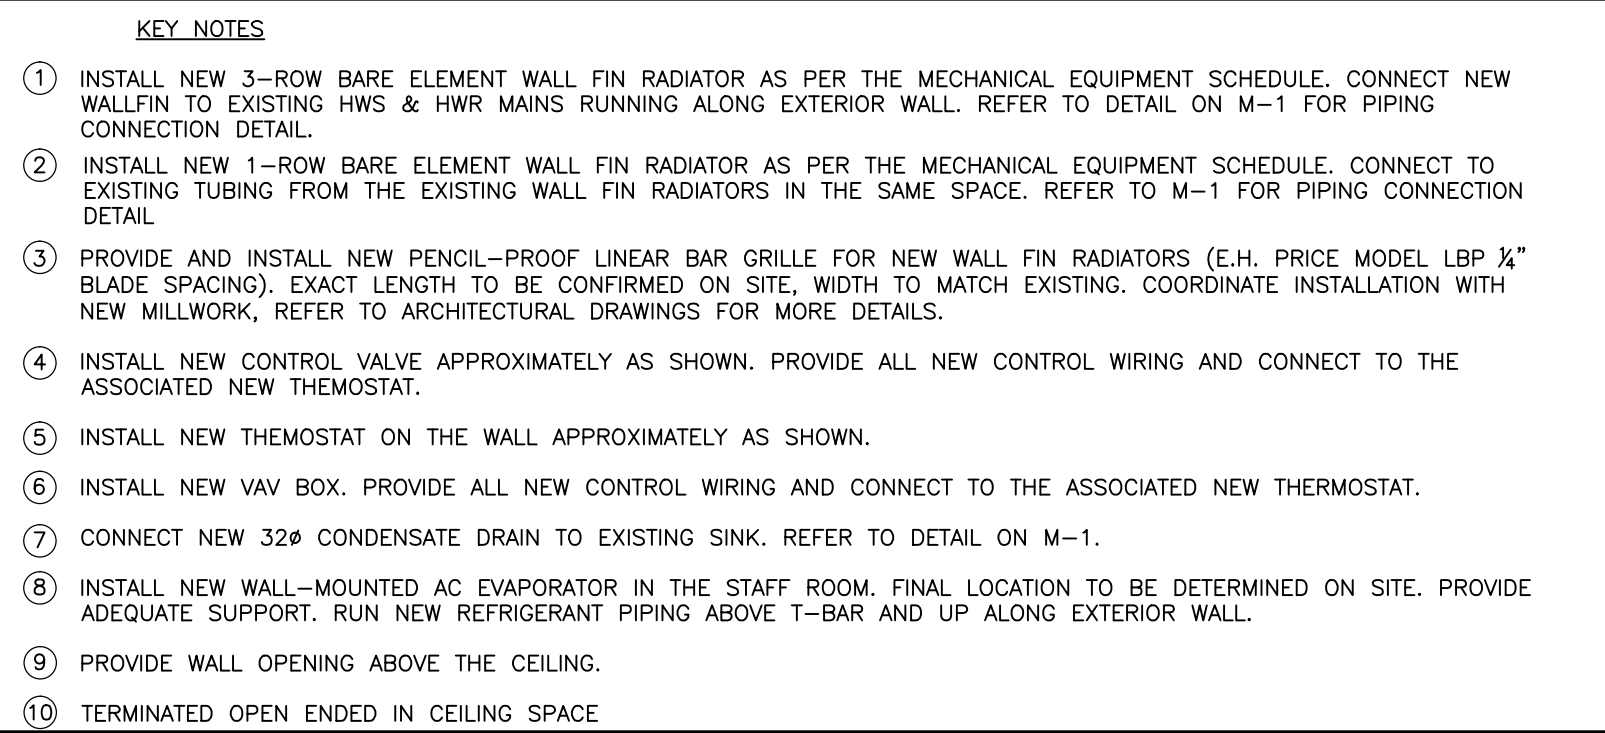 KEY NOTES
1 INSTALL NEW 3-ROW BARE ELEMENT WALL FIN RADIATOR AS PER THE MECHANICAL EQUIPMENT SCHEDULE. CONNECT NEW
WALLFIN TO EXISTING HWS & HWR MAINS RUNNING ALONG EXTERIOR WALL. REFER TO DETAIL ON M-1 FOR PIPING
CONNECTION DETAIL.
2 INSTALL NEW 1-ROW BARE ELEMENT WALL FIN RADIATOR AS PER THE MECHANICAL EQUIPMENT SCHEDULE. CONNECT TO
EXISTING TUBING FROM THE EXISTING WALL FIN RADIATORS IN THE SAME SPACE. REFER TO M-1 FOR PIPING CONNECTION
DETAIL
3 PROVIDE AND INSTALL NEW PENCIL-PROOF LINEAR BAR GRILLE FOR NEW WALL FIN RADIATORS (E.H. PRICE MODEL LBP ¼"
BLADE SPACING). EXACT LENGTH TO BE CONFIRMED ON SITE, WIDTH TO MATCH EXISTING. COORDINATE INSTALLATION WITH
NEW MILLWORK, REFER TO ARCHITECTURAL DRAWINGS FOR MORE DETAILS.
4 INSTALL NEW CONTROL VALVE APPROXIMATELY AS SHOWN. PROVIDE ALL NEW CONTROL WIRING AND CONNECT TO THE
ASSOCIATED NEW THEMOSTAT.
5 INSTALL NEW THEMOSTAT ON THE WALL APPROXIMATELY AS SHOWN.
6 INSTALL NEW VAV BOX. PROVIDE ALL NEW CONTROL WIRING AND CONNECT TO THE ASSOCIATED NEW THERMOSTAT.
7 CONNECT NEW 32ø CONDENSATE DRAIN TO EXISTING SINK. REFER TO DETAIL ON M-1.
8 INSTALL NEW WALL-MOUNTED AC EVAPORATOR IN THE STAFF ROOM. FINAL LOCATION TO BE DETERMINED ON SITE. PROVIDE
ADEQUATE SUPPORT. RUN NEW REFRIGERANT PIPING ABOVE T-BAR AND UP ALONG EXTERIOR WALL.
9 PROVIDE WALL OPENING ABOVE THE CEILING.
10 TERMINATED OPEN ENDED IN CEILING SPACE